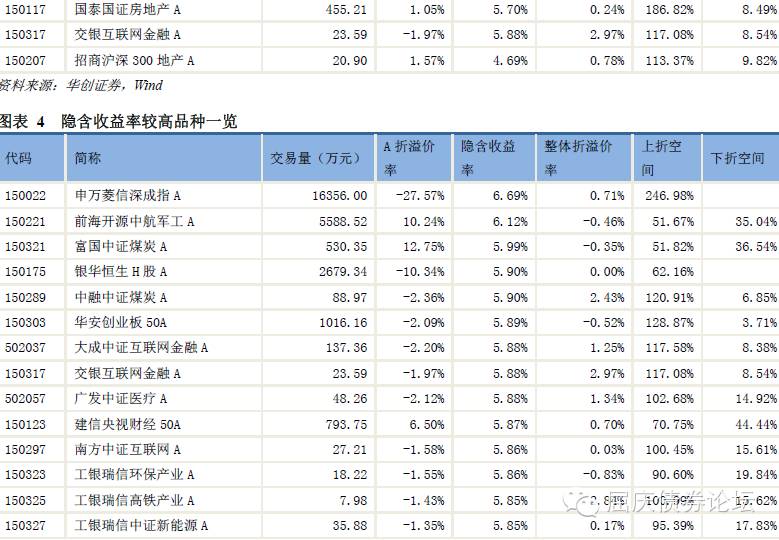 150117 国泰国证房地产 A 455.21 1.05% 5.70% 0.24% 186.82% 8.49%
150317 交银互联网金融 A 23.59 -1.97% 5.88% 2.97% 117.08% 8.54%
150207 招商沪深 300 地产 A 20.90 1.57% 4.69% 0.78% 113.37% 9.82%
资料来源：华创证券，Wind
图表 4 隐含收益率较高品种一览
代码 简称 交易量（万元） A 折溢价率 隐含收益率 整体折溢价率 上折空间 下折空间
150022 申万菱信深成指 A 16356.00 -27.57% 6.69% 0.71% 246.98%
150221 前海开源中航军工 A 5588.52 10.24% 6.12% -0.46% 51.67% 35.04%
150321 富国中证煤炭 A 530.35 12.75% 5.99% -0.35% 51.82% 36.54%
150175 银华恒生 H 股 A 2679.34 -10.34% 5.90% 0.00% 62.16%
150289 中融中证煤炭 A 88.97 -2.36% 5.90% 2.43% 120.91% 6.85%
150303 华安创业板 50A 1016.16 -2.09% 5.89% -0.52% 128.87% 3.71%
502037 大成中证互联网金融 A 137.36 -2.20% 5.88% 1.25% 117.58% 8.38%
150317 交银互联网金融 A 23.59 -1.97% 5.88% 2.97% 117.08% 8.54%
502057 广发中证医疗 A 48.26 -2.12% 5.88% 1.34% 102.68% 14.92%
150123 建信央视财经 50A 793.75 6.50% 5.87% 0.70% 70.75% 44.44%
150297 南方中证互联网 A 27.21 -1.58% 5.86% 0.03% 100.45% 15.61%
150323 工银瑞信环保产业 A 18.22 -1.55% 5.86% -0.83% 90.60% 19.84%
150325 工银瑞信高铁产业 A 7.98 -1.43% 5.85% 15.62%
屈庆债券论坛
150327 工银瑞信中证新能源 A 35.88 -1.35% 5.85% 0.17% 95.39% 17.83%